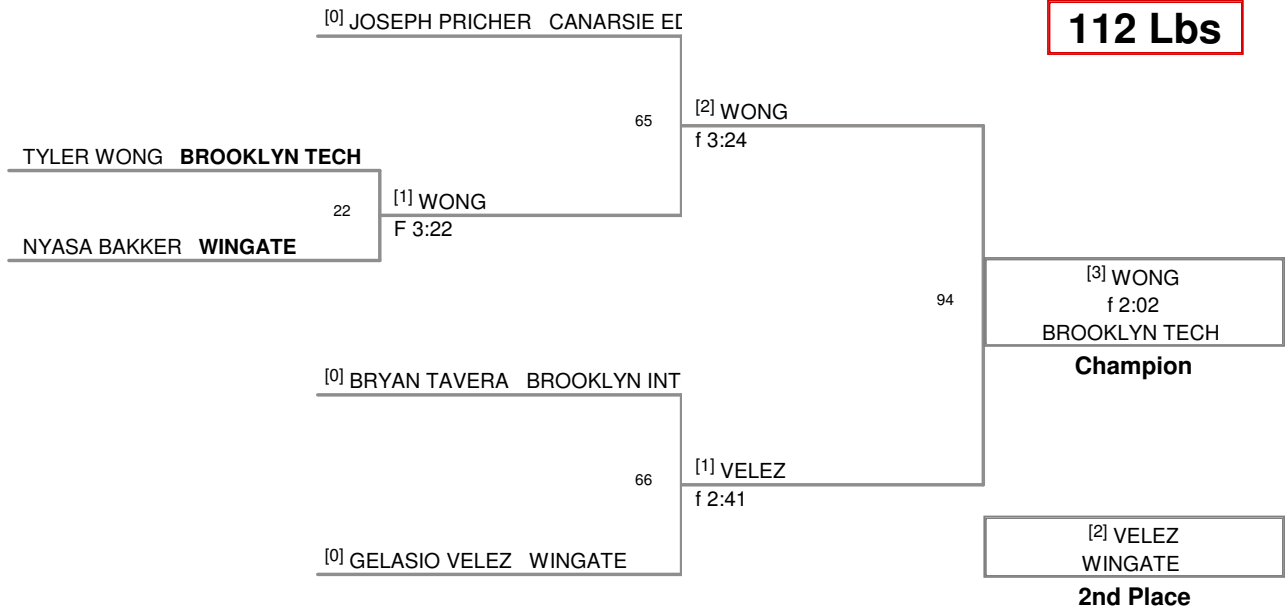 [0] JOSEPH PRICHER CANARSIE ED
112 Lbs
65
[2] WONG
f 3:24
TYLER WONG BROOKLYN TECH
22
[1] WONG
F 3:22
NYASA BAKKER WINGATE
94
[3] WONG
f 2:02
BROOKLYN TECH
Champion
[0] BRYAN TAVERA BROOKLYN INT
66
[1] VELEZ
f 2:41
[0] GELASIO VELEZ WINGATE
[2] VELEZ
WINGATE
2nd Place